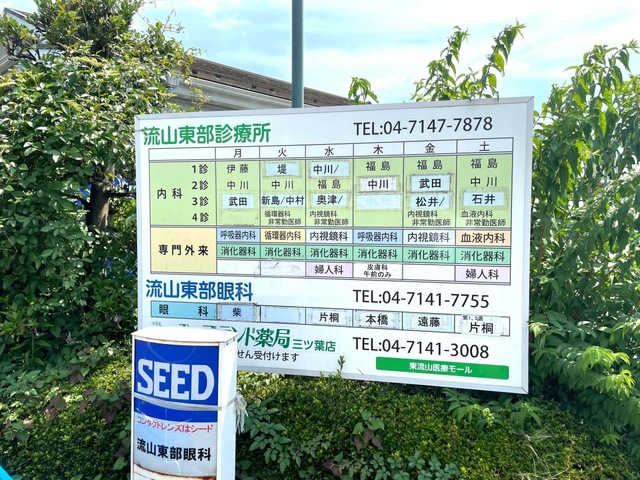 流山東部診療所 TEL:04-7147-7878
月 火 水 木 金 土
内科
1診 伊藤 堤 中川/ 福島 福島 福島
2診 中川 中川 福島 中川 武田 中川
3診 武田 新島/中村 奥津/ 松井/ 石井
4診 循環器科 非常勤医師 内視鏡科 非常勤医師 内視鏡科 非常勤医師 血液内科 非常勤医師
専門外来
呼吸器内科 循環器内科 内視鏡科 呼吸器内科 内視鏡科 血液内科
消化器科 消化器科 消化器科 消化器科 消化器科 消化器科
婦人科 皮膚科 午前のみ 婦人科
流山東部眼科 TEL:04-7141-7755
眼科 柴 片桐 本橋 遠藤 第1,3週 片桐
ンド薬局 三ツ葉店 TEL:04-7141-3008
せん受付けます
東流山医療モール
SEED
コンタクトレンズはシード
流山東部眼科